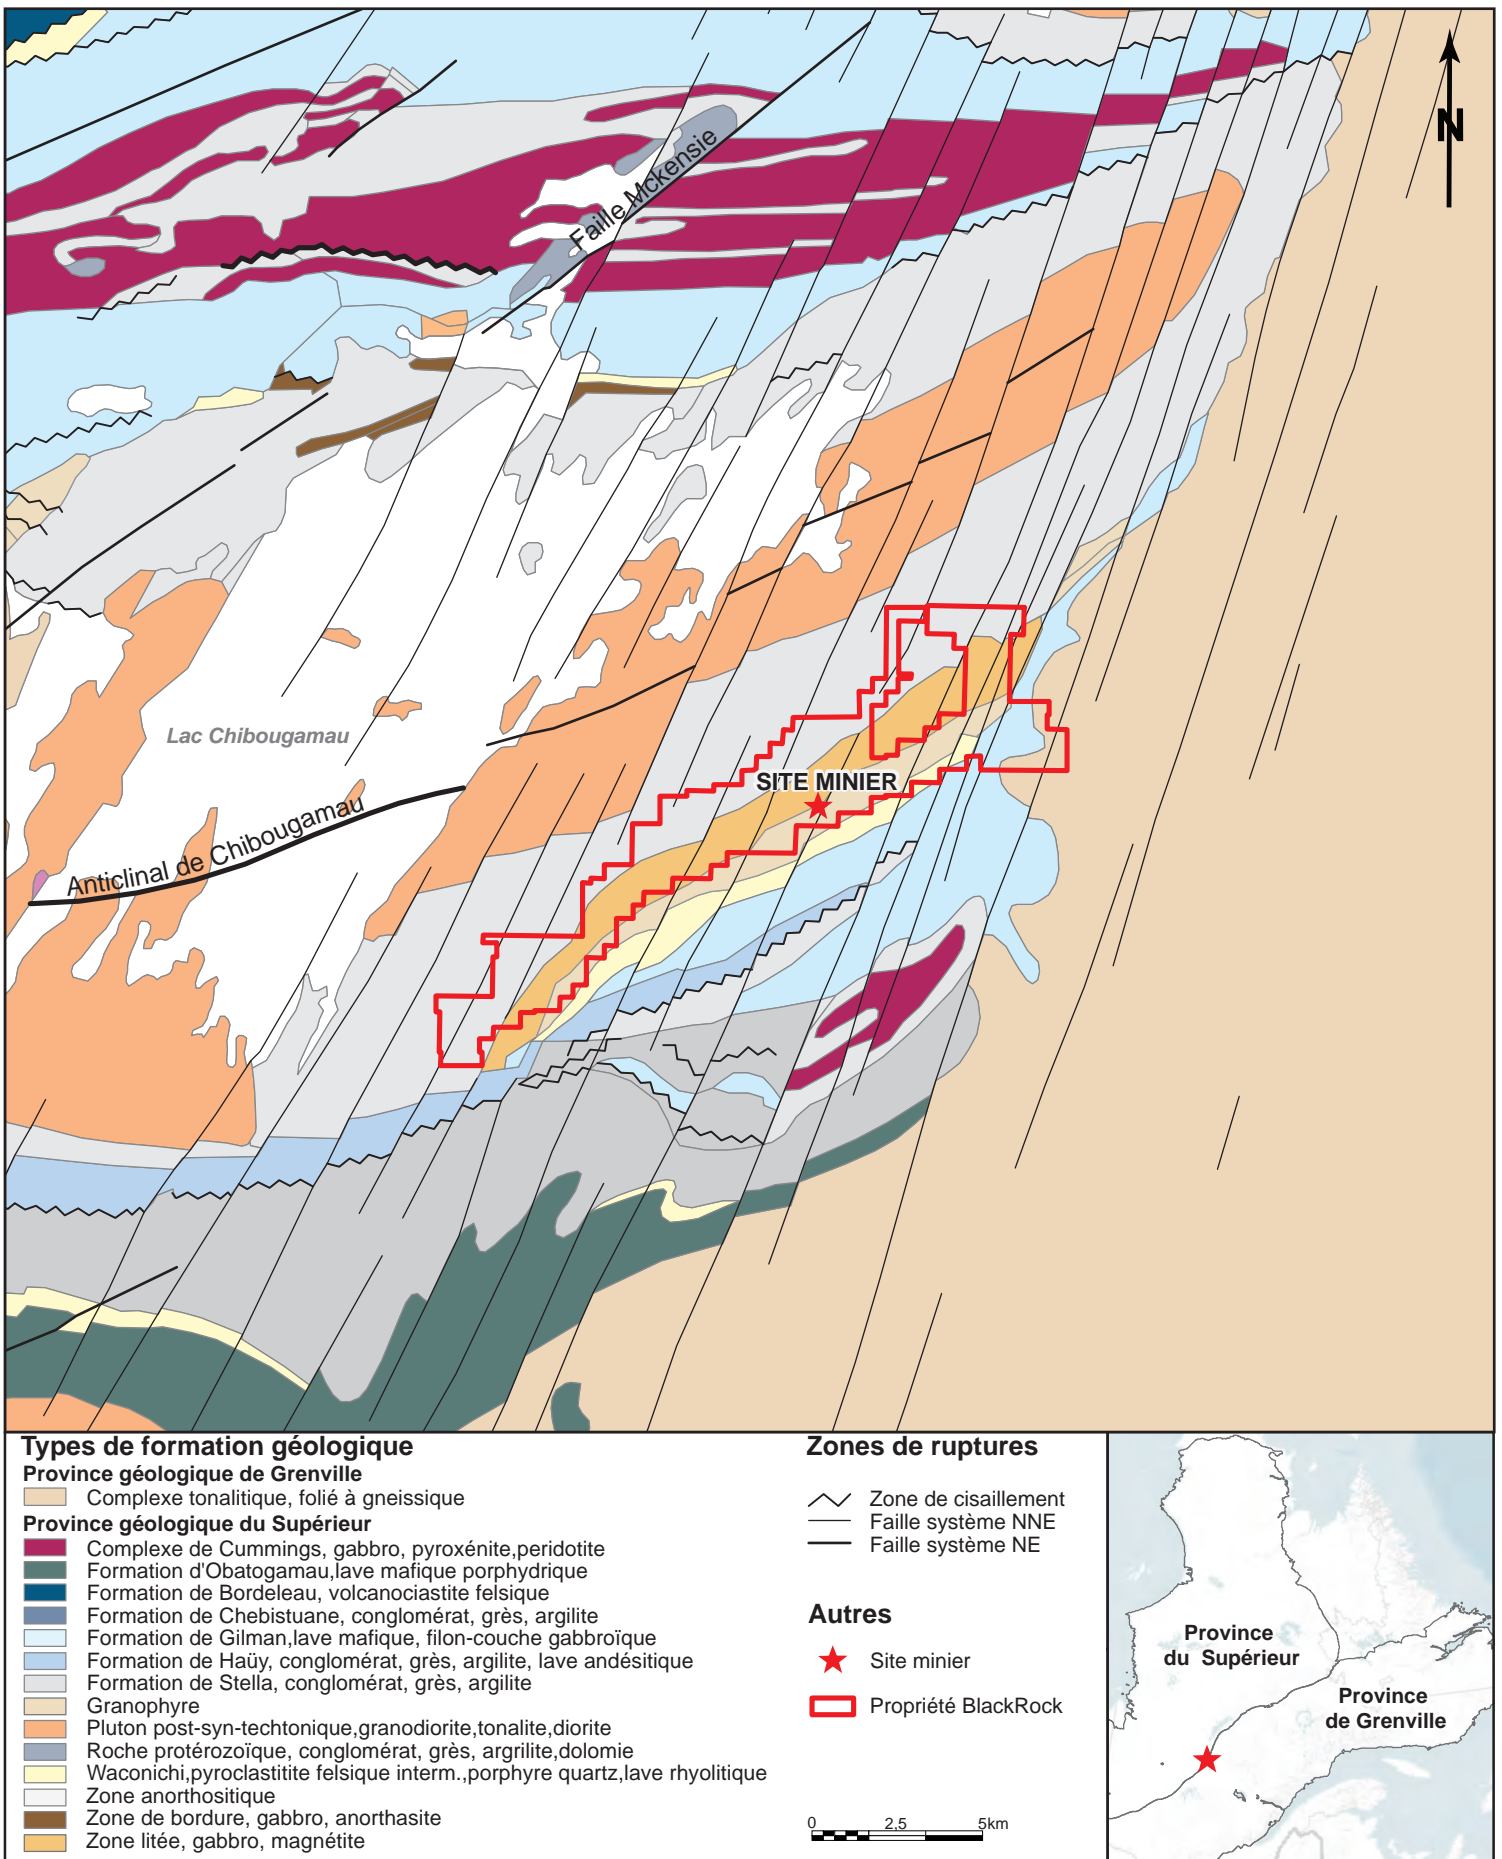 N
Faille Mckensie
Lac Chibougamau
SITE MINIER
Anticlinal de Chibougamau
Types de formation géologique
Province géologique de Grenville
Complexe tonalitique, folié à gneissique
Province géologique du Supérieur
Complexe de Cummings, gabbro, pyroxénite,peridotite
Formation d'Obatogamau,lave mafique porphydrique
Formation de Bordeleau, volcanociastite felsique
Formation de Chebistuane, conglomérat, grès, argilite
Formation de Gilman,lave mafique, filon-couche gabbroïque
Formation de Haüy, conglomérat, grès, argilite, lave andésitique
Formation de Stella, conglomérat, grès, argilite
Granophyre
Pluton post-syn-techtonique,granodiorite,tonalite,diorite
Roche protérozoïque, conglomérat, grès, argrilite,dolomie
Waconichi,pyroclastitite felsique interm.,porphyre quartz,lave rhyolitique
Zone anorthositique
Zone de bordure, gabbro, anorthasite
Zone litée, gabbro, magnétite
Zones de ruptures
Zone de cisaillement
Faille système NNE
Faille système NE
Autres
Site minier
Propriété BlackRock
0 2,5 5km
Province
du Supérieur
Province
de Grenville